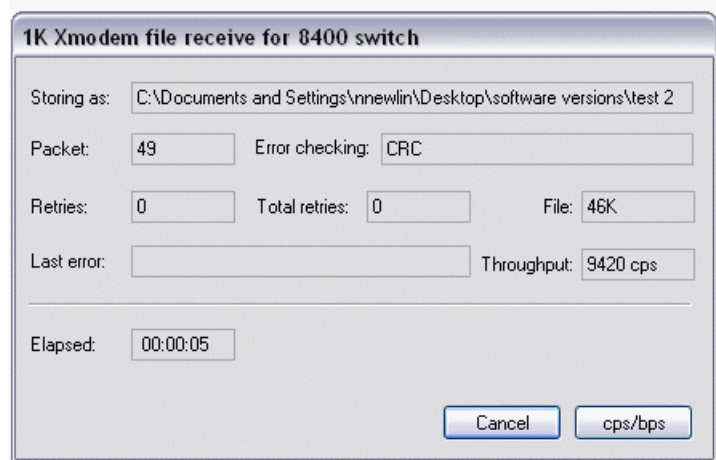 1K Xmodem file receive for 8400 switch
Storing as: C:\Documents and Settings\nnewlin\Desktop\software versions\test 2
Packet: 49 Error checking: CRC
Retries: 0 Total retries: 0 File: 46K
Last error: Throughput: 9420 cps
Elapsed: 00:00:05
Cancel cps/bps